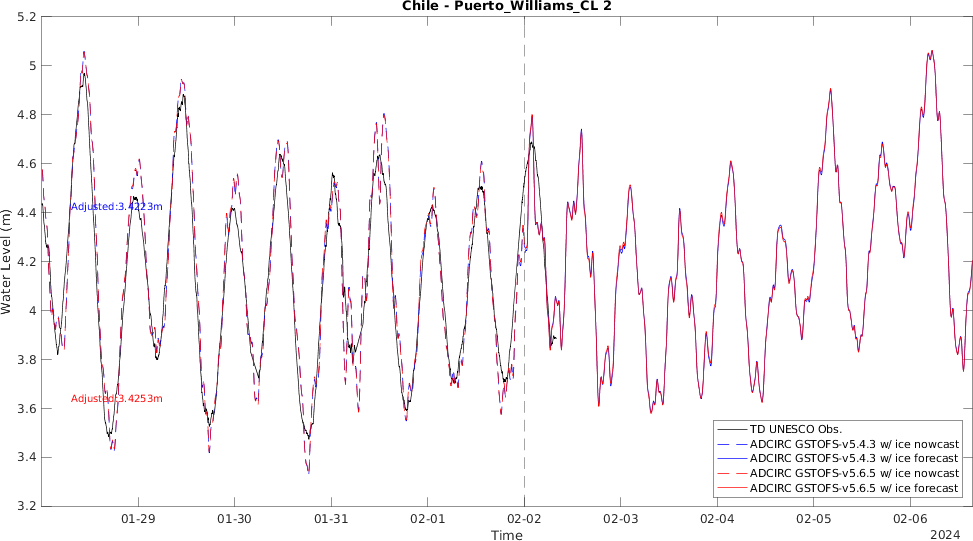 Chile - Puerto_Williams_CL 2
5.2
5
4.8
4.6
4.4
4.2
4
3.8
3.6
3.4
3.2
Water Level (m)
Adjusted:3.4223m
Adjusted:3.4253m
TD UNESCO Obs.
ADCIRC GSTOFS-v5.4.3 w/ ice nowcast
ADCIRC GSTOFS-v5.4.3 w/ ice forecast
ADCIRC GSTOFS-v5.6.5 w/ ice nowcast
ADCIRC GSTOFS-v5.6.5 w/ ice forecast
01-29 01-30 01-31 02-01 02-02 02-03 02-04 02-05 02-06
Time
2024